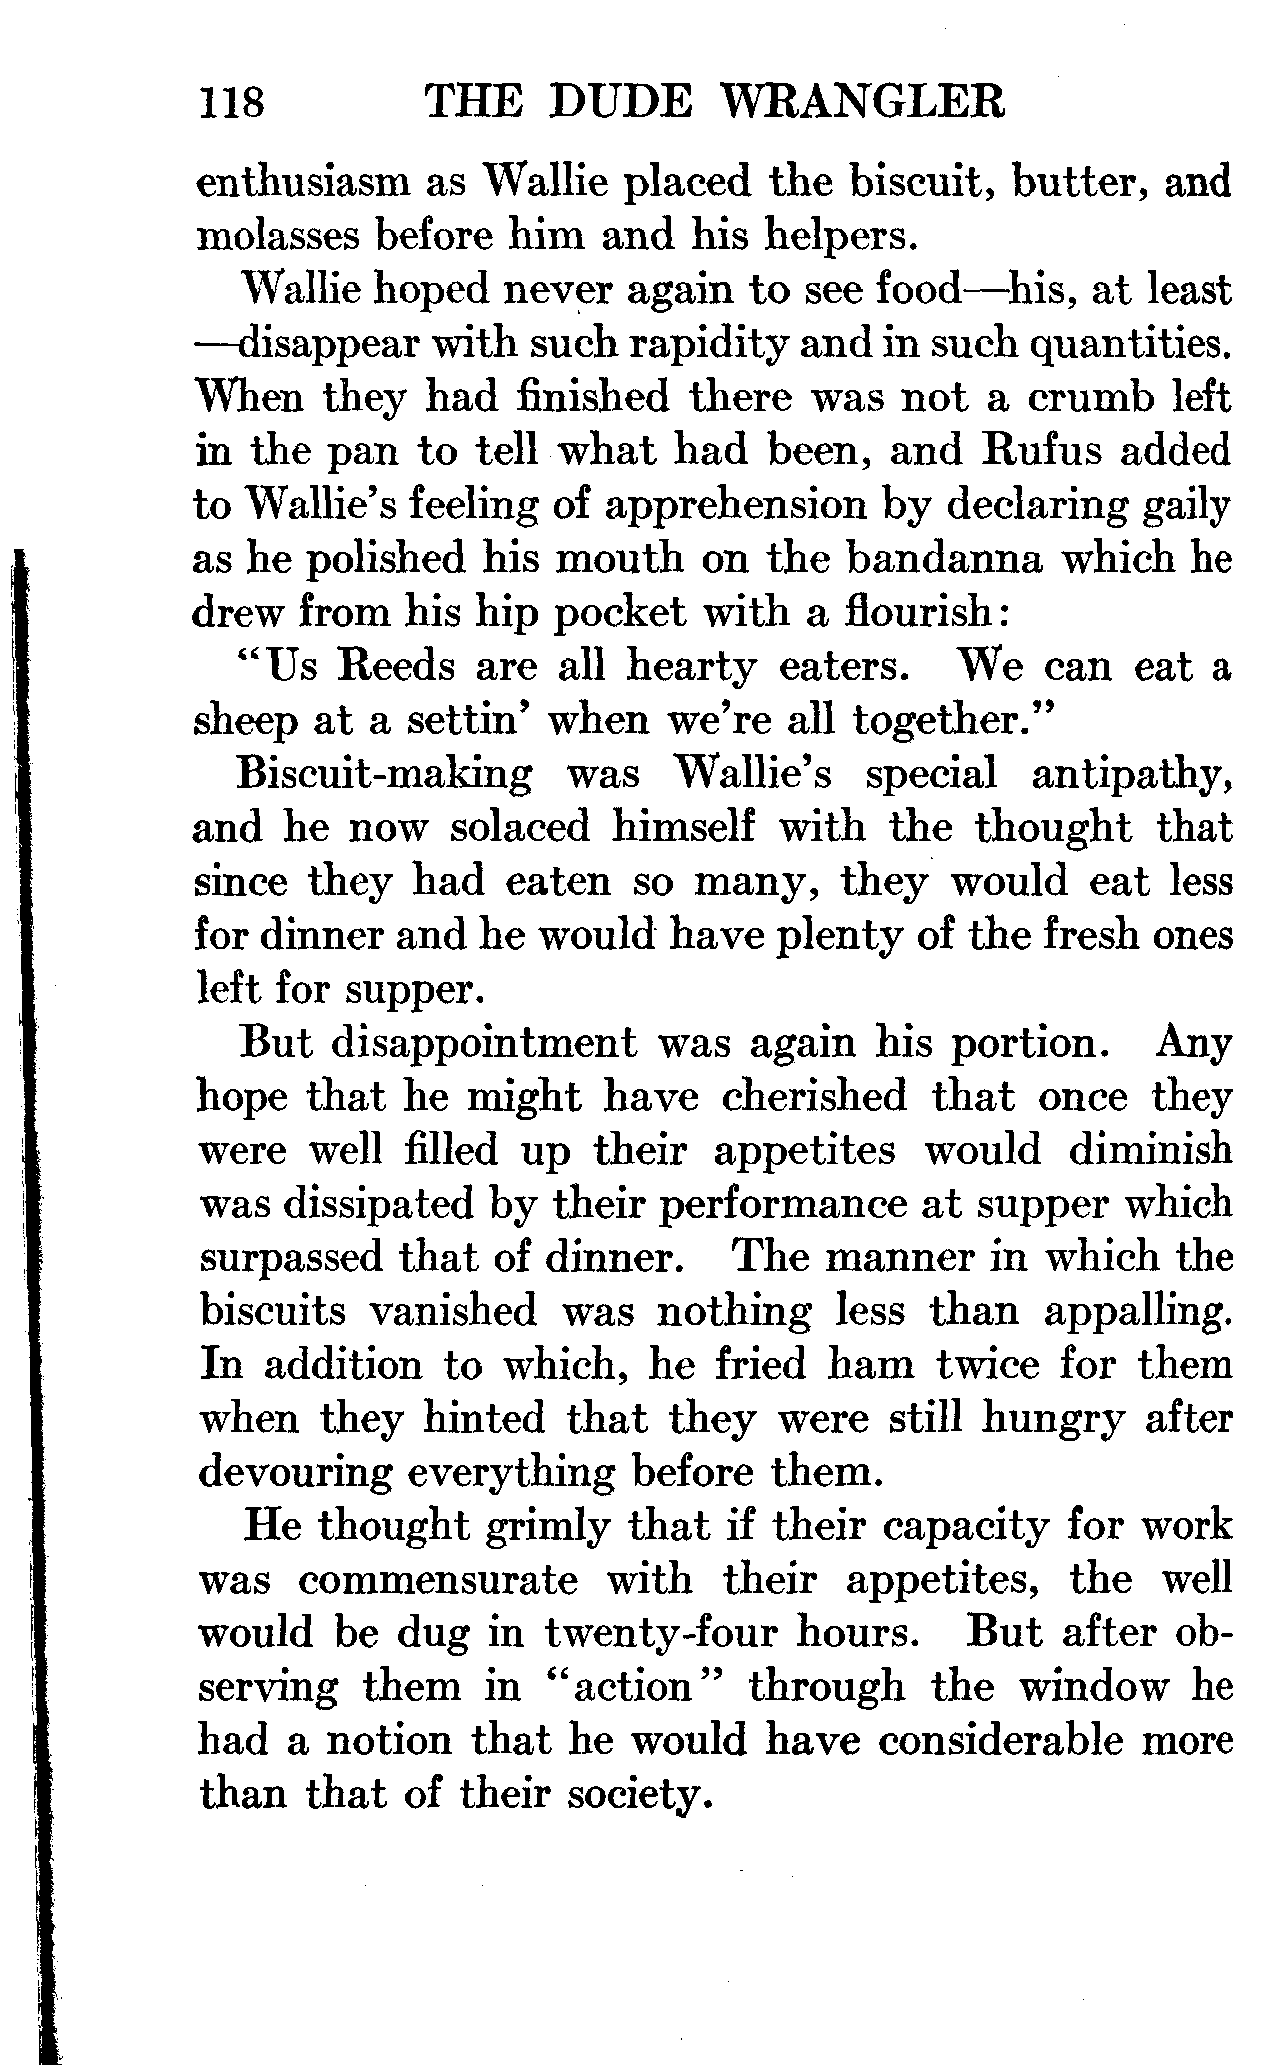 118 THE DUDE WRANGLER
enthusiasm as Wallie placed the biscuit, butter, and
molasses before him and his helpers.
Wallie hoped never again to see food—his, at least
—disappear with such rapidity and in such quantities.
When they had finished there was not a crumb left
in the pan to tell what had been, and Rufus added
to Wallie's feeling of apprehension by declaring gaily
as he polished his mouth on the bandanna which he
drew from his hip pocket with a flourish:
“Us Reeds are all hearty eaters. We can eat a
sheep at a settin' when we're all together.”
Biscuit-making was Wallie's special antipathy,
and he now solaced himself with the thought that
since they had eaten so many, they would eat less
for dinner and he would have plenty of the fresh ones
left for supper.
But disappointment was again his portion. Any
hope that he might have cherished that once they
were well filled up their appetites would diminish
was dissipated by their performance at supper which
surpassed that of dinner. The manner in which the
biscuits vanished was nothing less than appalling.
In addition to which, he fried ham twice for them
when they hinted that they were still hungry after
devouring everything before them.
He thought grimly that if their capacity for work
was commensurate with their appetites, the well
would be dug in twenty-four hours. But after ob-
serving them in “action” through the window he
had a notion that he would have considerable more
than that of their society.